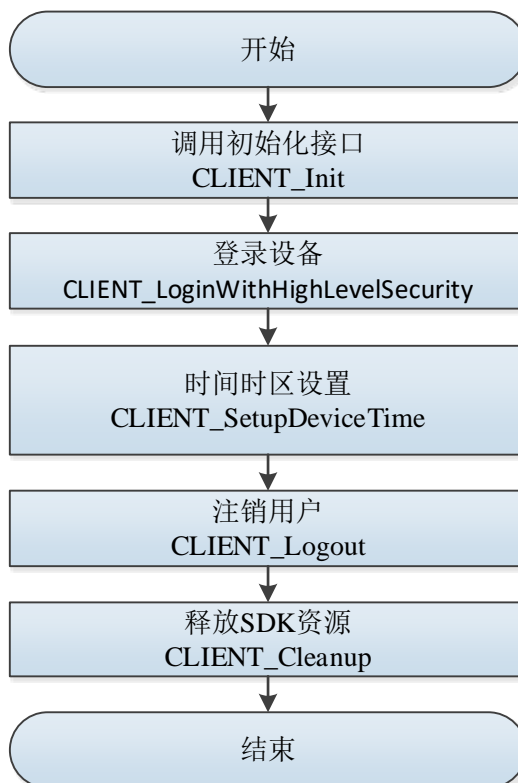 开始
调用初始化接口
CLIENT_Init
登录设备
CLIENT_LoginWithHighLevelSecurity
时间时区设置
CLIENT_SetupDeviceTime
注销用户
CLIENT_Logout
释放SDK资源
CLIENT_Cleanup
结束